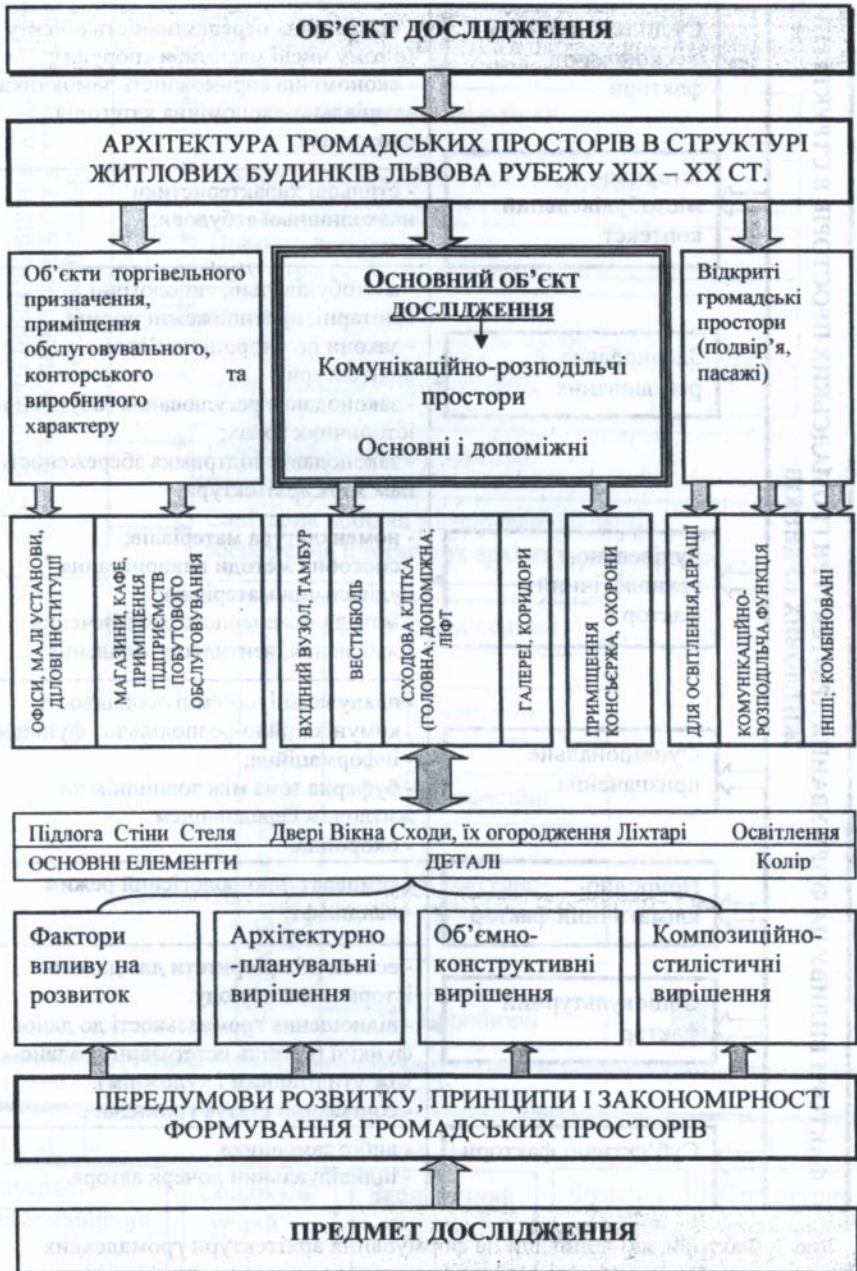 ОБ’ЄКТ ДОСЛІДЖЕННЯ
АРХІТЕКТУРА ГРОМАДСЬКИХ ПРОСТОРІВ В СТРУКТУРІ
ЖИТЛОВИХ БУДИНКІВ ЛЬВОВА РУБЕЖУ ХІХ – ХХ СТ.
Об’єкти торгівельного
призначення,
приміщення
обслуговувального,
конторського та
виробничого
характеру
ОСНОВНИЙ ОБ’ЄКТ
ДОСЛІДЖЕННЯ
Комунікаційно-розподільчі
простори
Основні і допоміжні
Відкриті
громадські
простори
(подвір’я,
пасажі)
ОФІСИ, МАЛІ УСТАНОВИ,
ДІЛОВІ ІНСТИТУЦІЇ
МАГАЗИНИ, КАФЕ,
ПРИМІЩЕННЯ
ПІДПРИЄМСТВ
ПОБУТОВОГО
ОБСЛУГОВУВАННЯ
ВХІДНИЙ ВУЗОЛ, ТАМБУР
ВЕСТИБЮЛЬ
СХОДОВА КЛІТКА
(ГОЛОВНА; ДОПОМІЖНА;
ЛІФТ
ГАЛЕРЕЇ, КОРИДОРИ
ПРИМІЩЕННЯ
КОНСЬЄРЖА, ОХОРОНИ
ДЛЯ ОСВІТЛЕННЯ, АЕРАЦІЇ
КОМУНІКАЦІЙНО-
РОЗПОДІЛЬЧА ФУНКЦІЯ
ІНШІ; КОМБІНОВАНІ
Підлога Стіни Стеля Двері Вікна Сходи, їх огородження Ліхтарі Освітлення
ОСНОВНІ ЕЛЕМЕНТИ ДЕТАЛІ Колір
Фактори
впливу на
розвиток
Архітектурно
- планувальні
вирішення
Об’ємно-
конструктивні
вирішення
Композиційно-
стилістичні
вирішення
ПЕРЕДУМОВИ РОЗВИТКУ, ПРИНЦИПИ І ЗАКОНОМІРНОСТІ
ФОРМУВАННЯ ГРОМАДСЬКИХ ПРОСТОРІВ
ПРЕДМЕТ ДОСЛІДЖЕННЯ